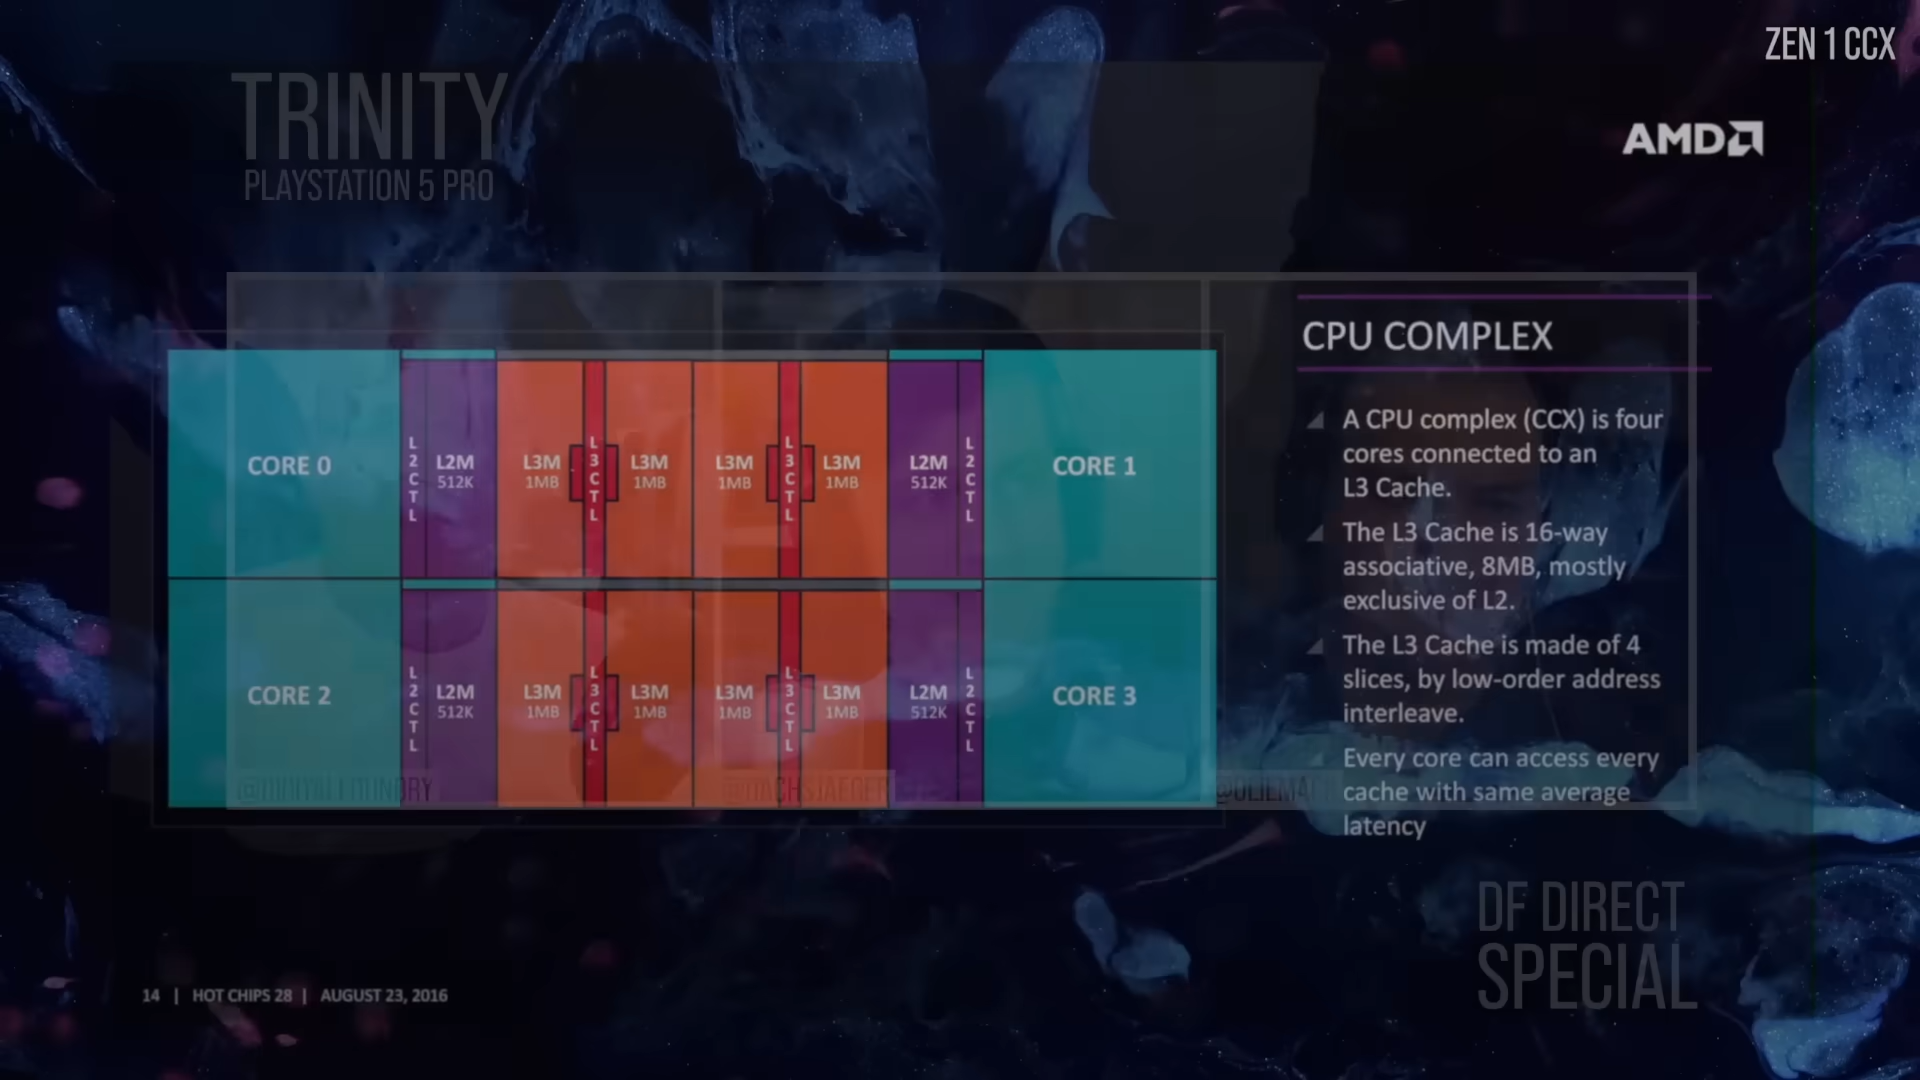 ZEN 1 CCX
TRINITY
PLAYSTATION 5 PRO
AMD
CPU COMPLEX
A CPU complex (CCX) is four
cores connected to an
L3 Cache.
The L3 Cache is 16-way
associative, 8MB, mostly
exclusive of L2.
The L3 Cache is made of 4
slices, by low-order address
interleave.
Every core can access every
cache with same average
latency
CORE 0
L2CTL
L2M
512K
L3M
1MB
L3CTL
L3M
1MB
L3M
1MB
L3CTL
L3M
1MB
L2M
512K
L2CTL
CORE 1
CORE 2
L2CTL
L2M
512K
L3M
1MB
L3CTL
L3M
1MB
L3M
1MB
L3CTL
L3M
1MB
L2M
512K
L2CTL
CORE 3
@DIGITALFOUNDRY
@DACHSJAEGER
DF DIRECT
SPECIAL
14 | HOT CHIPS 28 | AUGUST 23, 2016